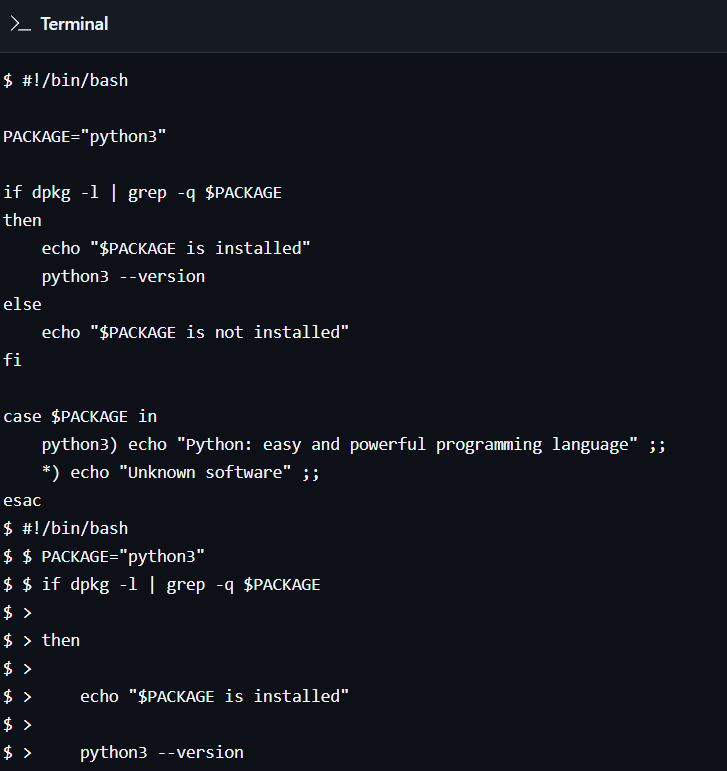 >_ Terminal
$ #!/bin/bash
PACKAGE="python3"
if dpkg -l | grep -q $PACKAGE
then
    echo "$PACKAGE is installed"
    python3 --version
else
    echo "$PACKAGE is not installed"
fi
case $PACKAGE in
    python3) echo "Python: easy and powerful programming language" ;;
    *) echo "Unknown software" ;;
esac
$ #!/bin/bash
$ $ PACKAGE="python3"
$ $ if dpkg -l | grep -q $PACKAGE
$ >
$ > then
$ >
$ >     echo "$PACKAGE is installed"
$ >
$ >     python3 --version